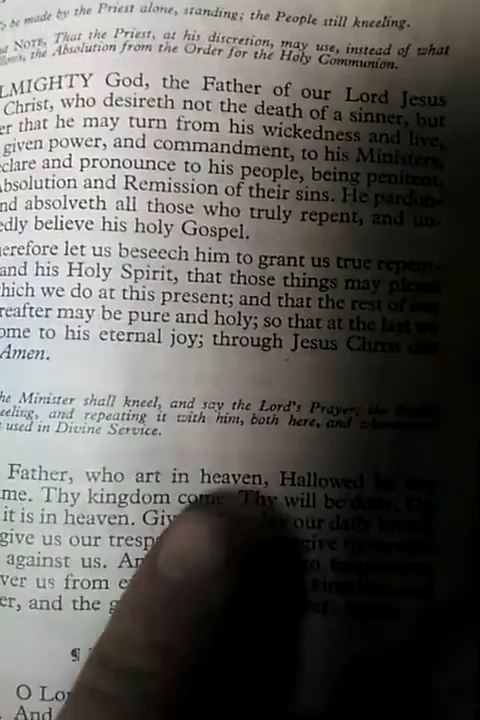 o be made by the Priest alone, standing; the People still kneeling.
NOTE, That the Priest, at his discretion, may use, instead of what
the Absolution from the Order for the Holy Communion.
LMIGHTY God, the Father of our Lord Jesus
Christ, who desireth not the death of a sinner, but
er that he may turn from his wickedness and live,
given power, and commandment, to his Ministers,
clare and pronounce to his people, being penitent,
bsolution and Remission of their sins. He pardon-
nd absolveth all those who truly repent, and un-
edly believe his holy Gospel.
herefore let us beseech him to grant us true repent-
and his Holy Spirit, that those things may please
hich we do at this present; and that the rest of our
reafter may be pure and holy; so that at the last we
ome to his eternal joy; through Jesus Christ our
Amen.
he Minister shall kneel, and say the Lord's Prayer; the
eeling, and repeating it with him, both here, and
used in Divine Service.
Father, who art in heaven, Hallowed be
me. Thy kingdom come. Thy will be done,
it is in heaven. Giv our daily
give us our tresp give
against us. An
ver us from e
er, and the g
¶
O Lo
And